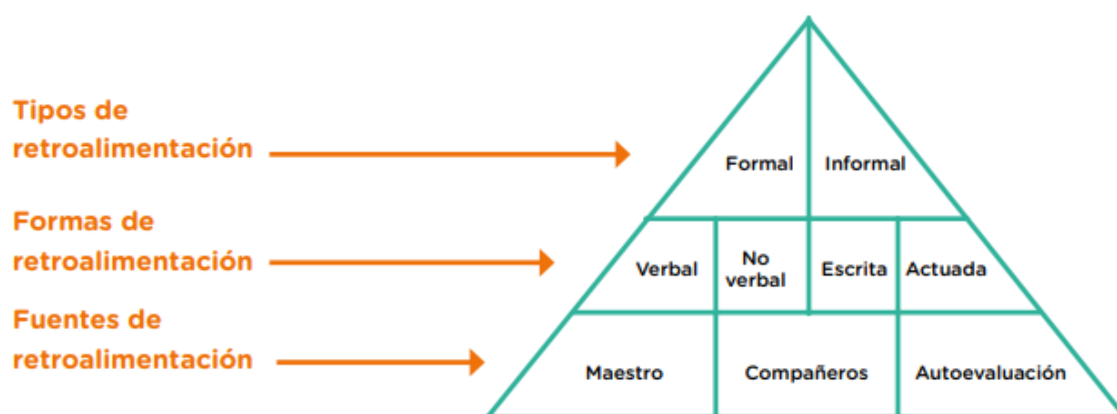 Tipos de
retroalimentación
Formal
Informal
Formas de
retroalimentación
Verbal
No
verbal
Escrita
Actuada
Fuentes de
retroalimentación
Maestro
Compañeros
Autoevaluación